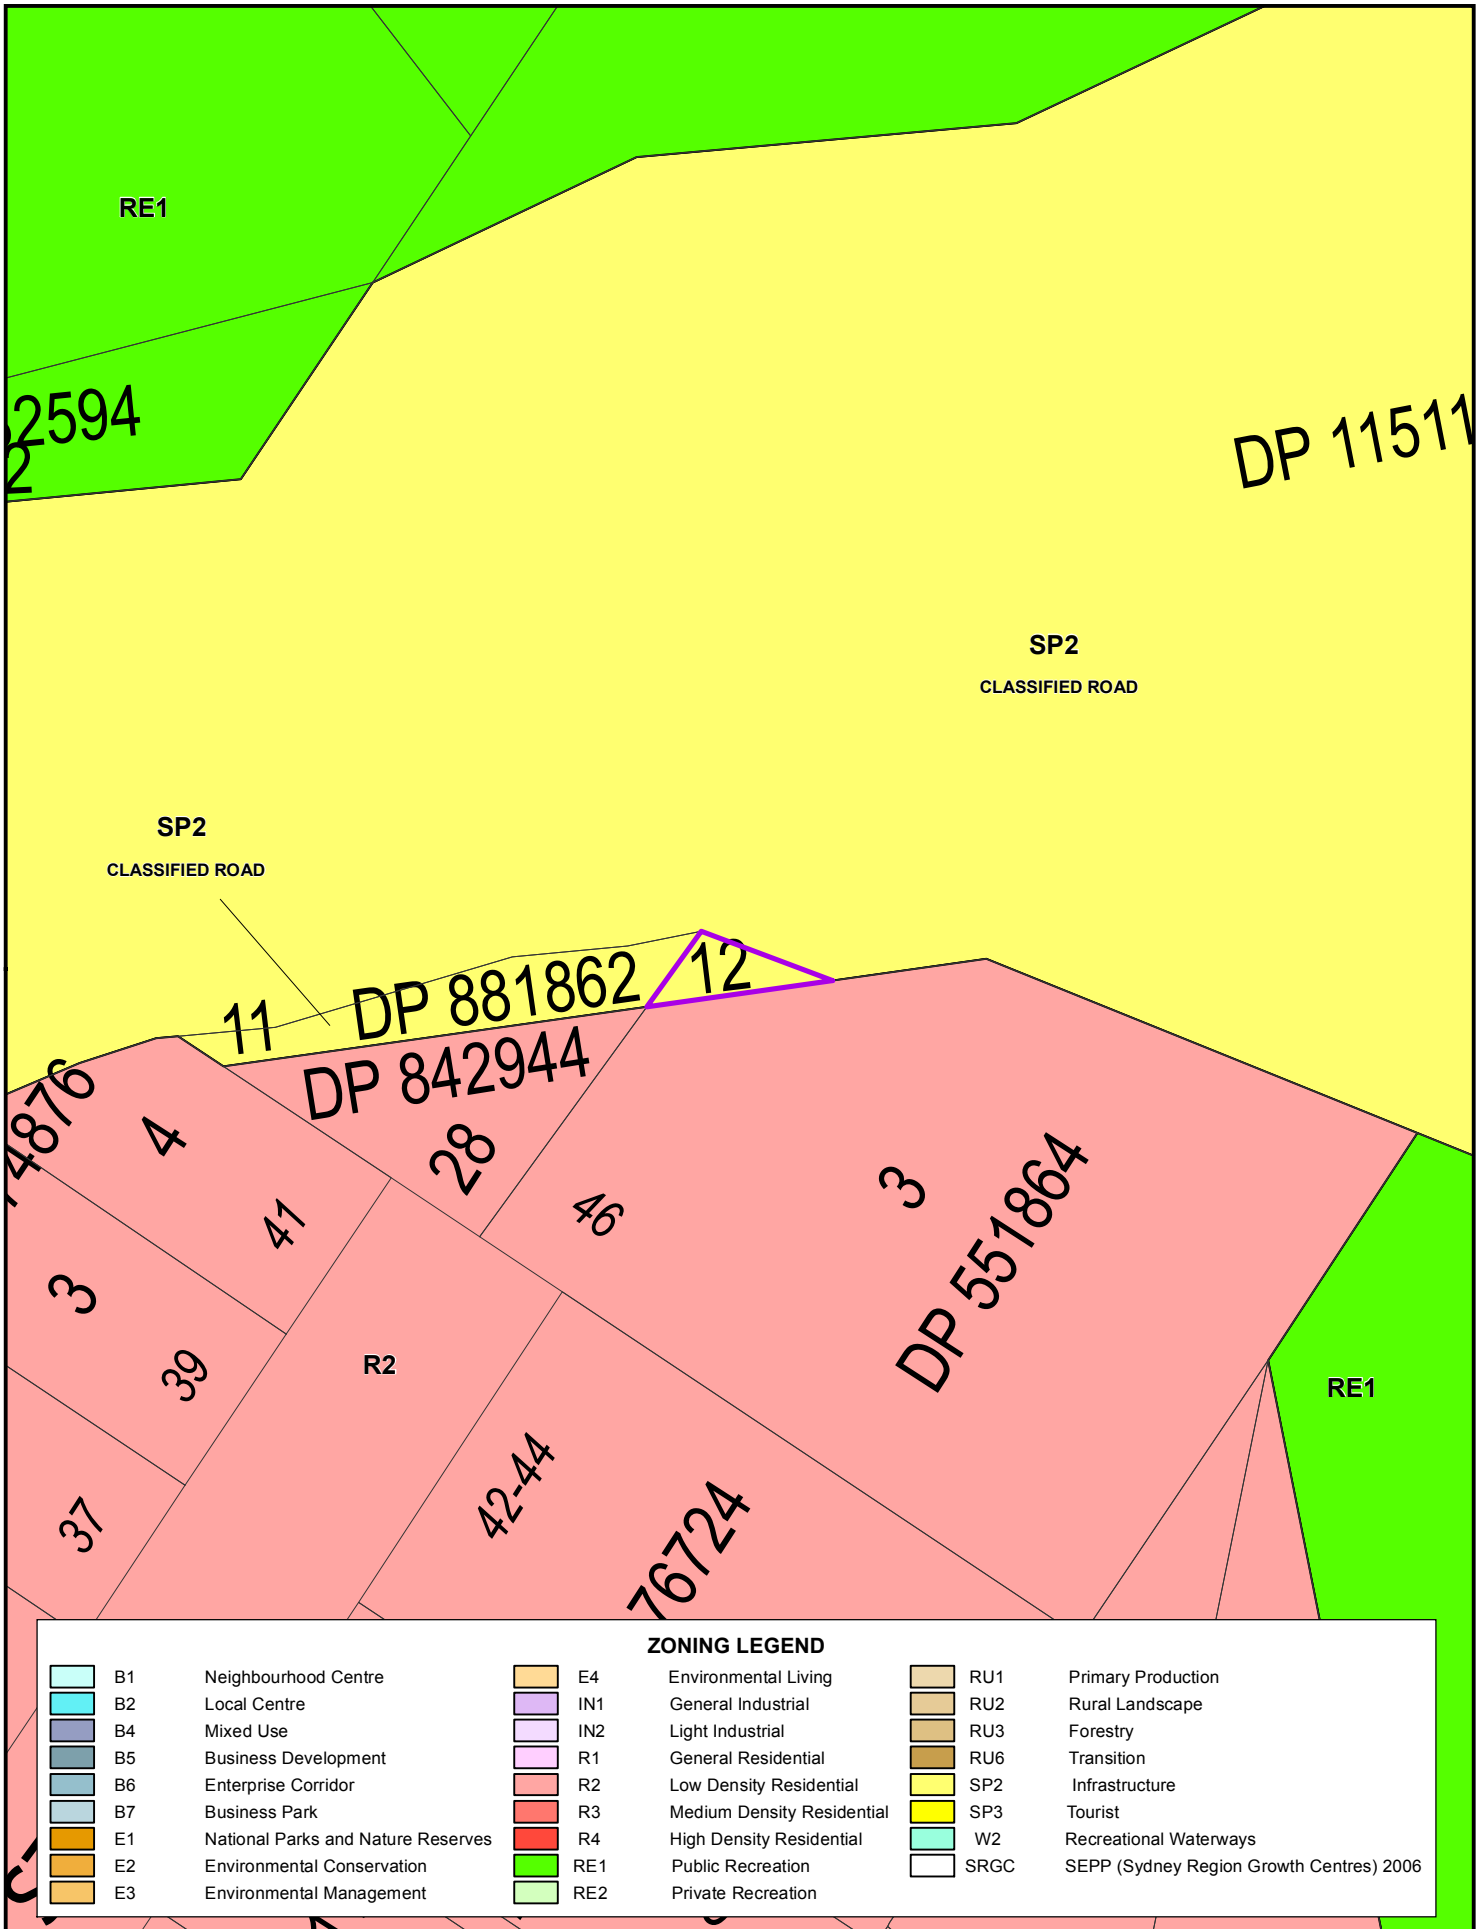 RE1
2594
2
DP 11511
SP2
CLASSIFIED ROAD
SP2
CLASSIFIED ROAD
12
DP 881862
11
DP 842944
4876
4
28
3
46
41
DP 551864
3
39
R2
RE1
42-44
37
76724
ZONING LEGEND
B1 Neighbourhood Centre
B2 Local Centre
B4 Mixed Use
B5 Business Development
B6 Enterprise Corridor
B7 Business Park
E1 National Parks and Nature Reserves
E2 Environmental Conservation
E3 Environmental Management
E4 Environmental Living
IN1 General Industrial
IN2 Light Industrial
R1 General Residential
R2 Low Density Residential
R3 Medium Density Residential
R4 High Density Residential
RE1 Public Recreation
RE2 Private Recreation
RU1 Primary Production
RU2 Rural Landscape
RU3 Forestry
RU6 Transition
SP2 Infrastructure
SP3 Tourist
W2 Recreational Waterways
SRGC SEPP (Sydney Region Growth Centres) 2006